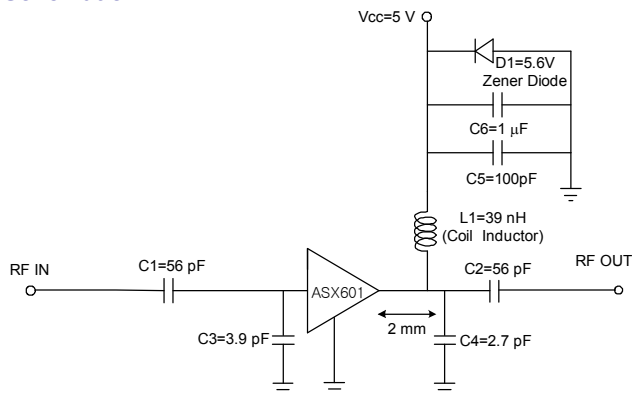 Vcc=5 V
D1=5.6V
Zener Diode
C6=1 μF
C5=100pF
L1=39 nH
(Coil Inductor)
RF IN
C1=56 pF
ASX601
C2=56 pF
RF OUT
2 mm
C3=3.9 pF
C4=2.7 pF